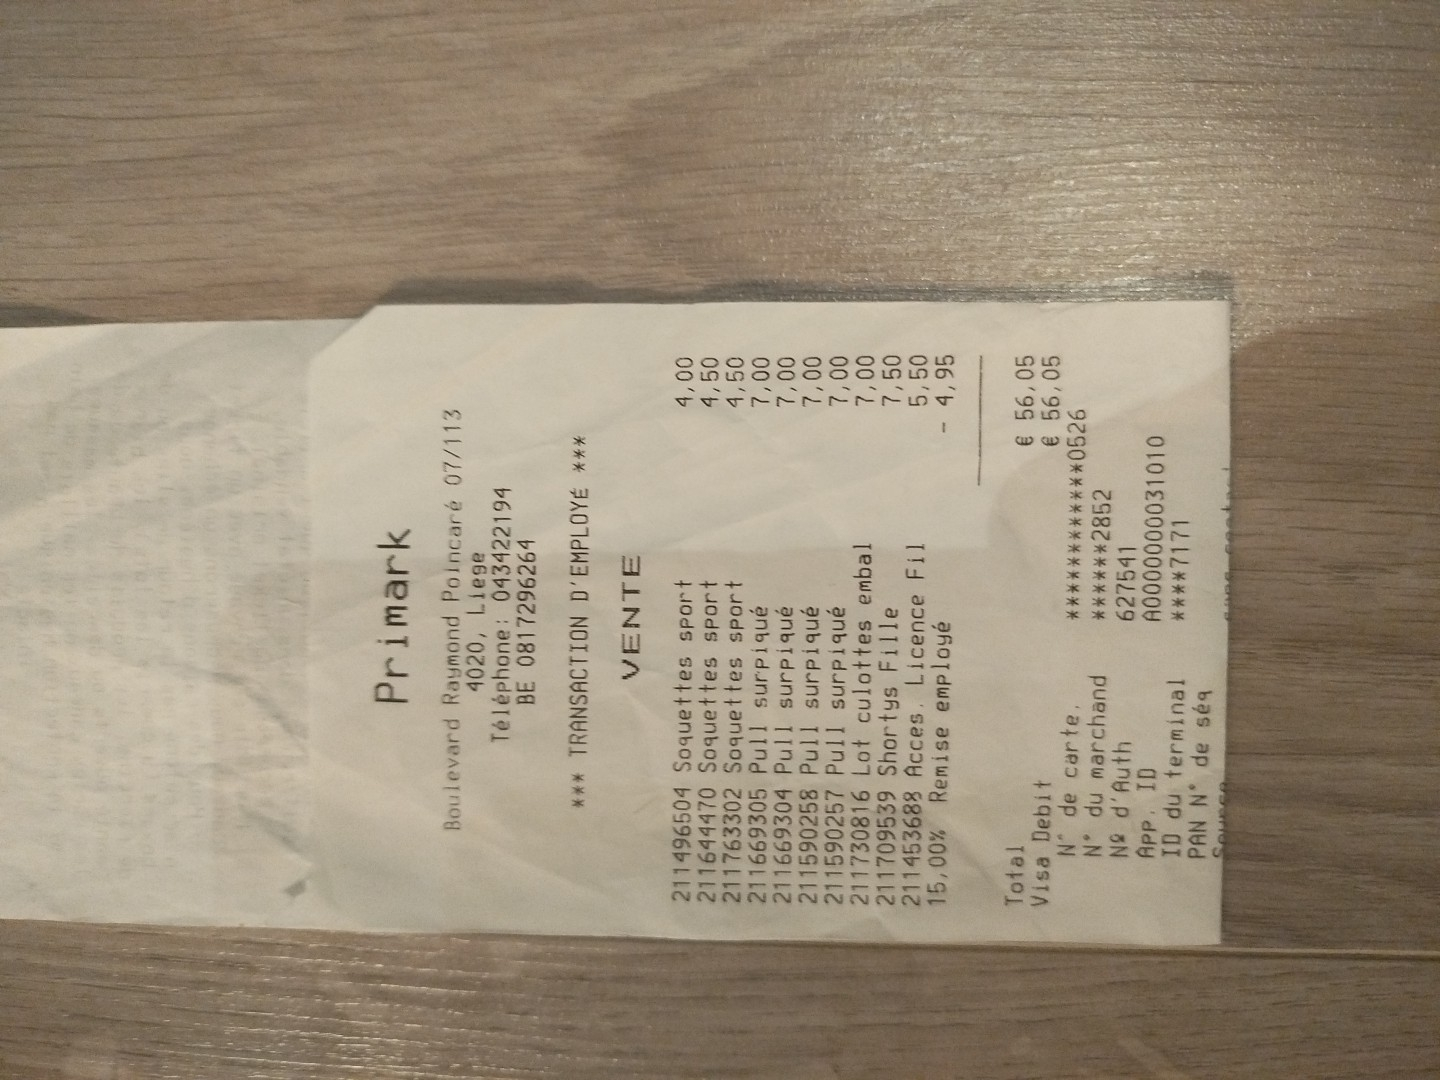 Primark
Boulevard Raymond Poincaré 07/113
4020, Liege
Téléphone: 043422194
BE 0817296264
*** TRANSACTION D'EMPLOYÉ ***
VENTE
211496504 Soquettes sport 4,00
211644470 Soquettes sport 4,50
211763302 Soquettes sport 4,50
211669305 Pull surpiqué 7,00
211669304 Pull surpiqué 7,00
211590258 Pull surpiqué 7,00
211590257 Pull surpiqué 7,00
211730816 Lot culottes embal 7,00
211709539 Shortys Fille 7,50
211453688 Acces. Licence Fil 5,50
15,00% Remise employé - 4,95
Total € 56,05
Visa Debit € 56,05
N° de carte. ************0526
N° du marchand ******2852
Nº d'Auth 627541
App. ID A0000000031010
ID du terminal ****7171
PAN N° de séq